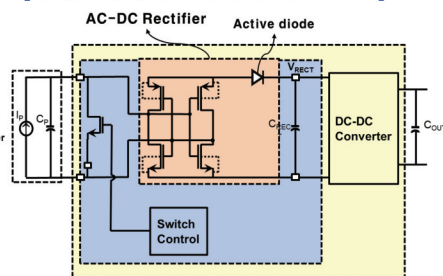 AC-DC Rectifier
Active diode
VRECT
IP
CP
CREC
DC-DC
Converter
COUT
Switch
Control